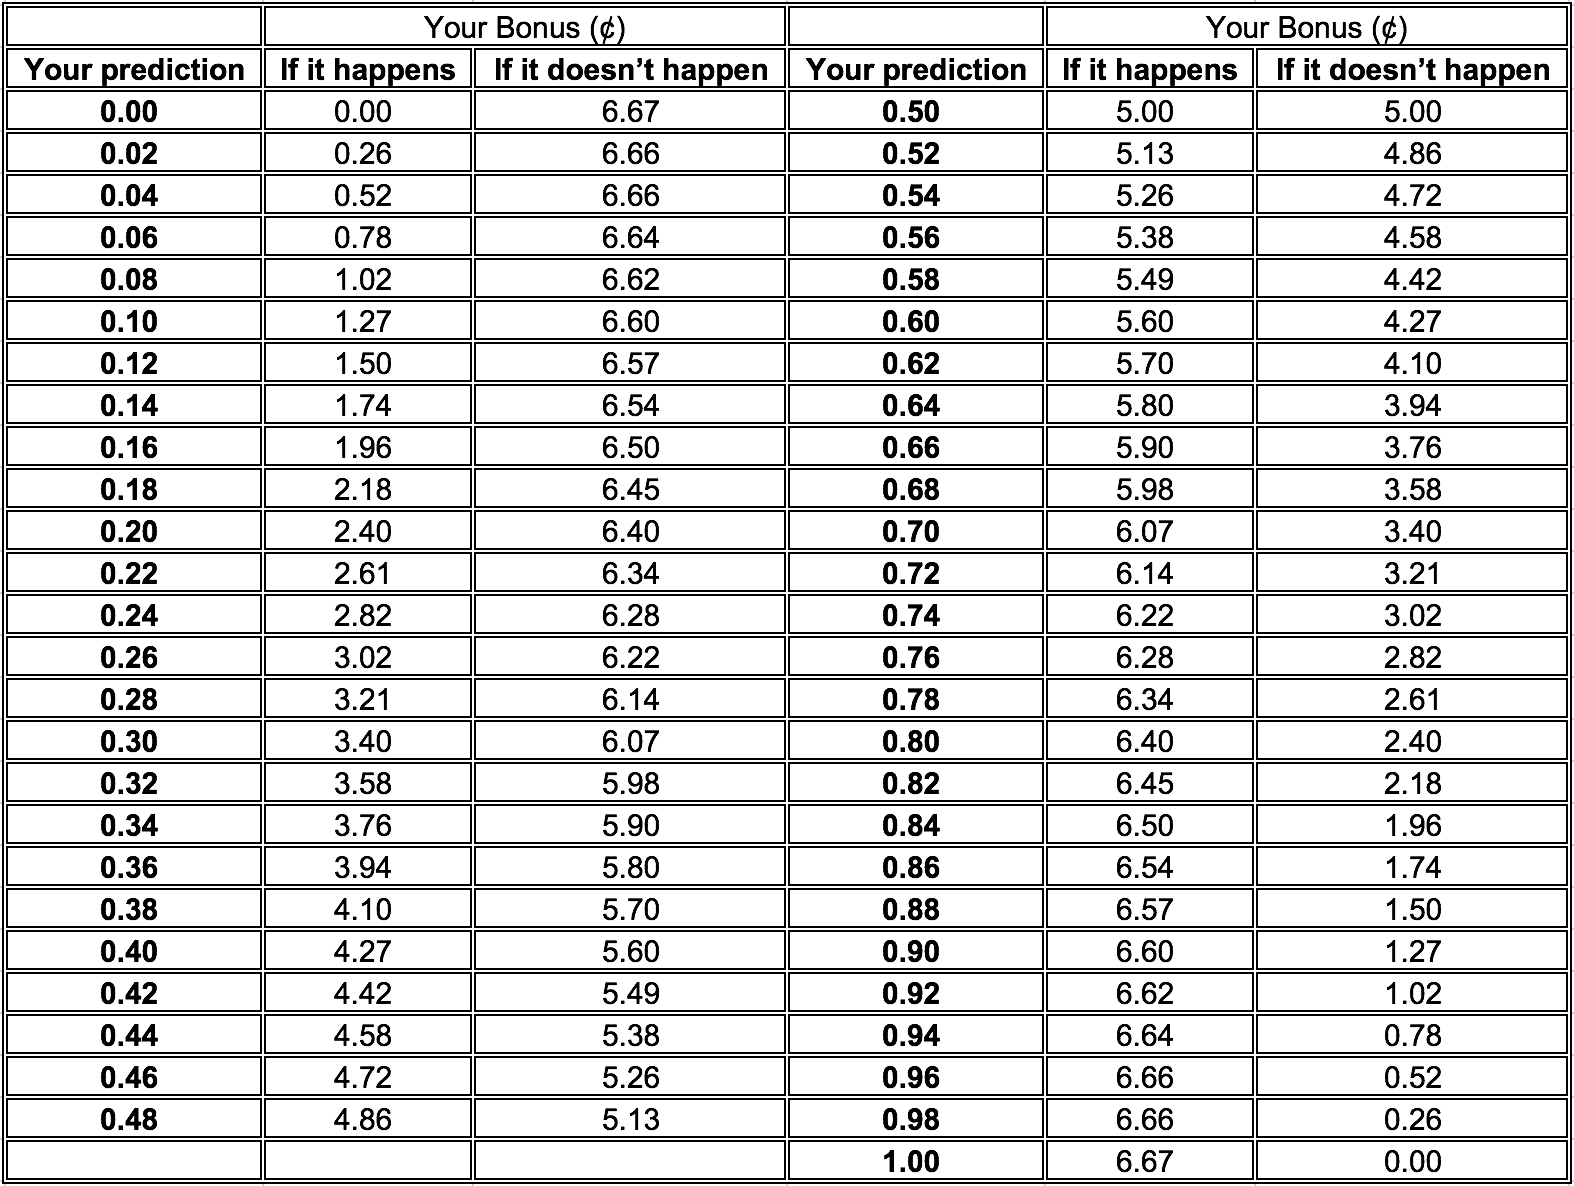 Your Bonus (¢) Your Bonus (¢)
Your prediction If it happens If it doesn’t happen Your prediction If it happens If it doesn’t happen
0.00 0.00 6.67 0.50 5.00 5.00
0.02 0.26 6.66 0.52 5.13 4.86
0.04 0.52 6.66 0.54 5.26 4.72
0.06 0.78 6.64 0.56 5.38 4.58
0.08 1.02 6.62 0.58 5.49 4.42
0.10 1.27 6.60 0.60 5.60 4.27
0.12 1.50 6.57 0.62 5.70 4.10
0.14 1.74 6.54 0.64 5.80 3.94
0.16 1.96 6.50 0.66 5.90 3.76
0.18 2.18 6.45 0.68 5.98 3.58
0.20 2.40 6.40 0.70 6.07 3.40
0.22 2.61 6.34 0.72 6.14 3.21
0.24 2.82 6.28 0.74 6.22 3.02
0.26 3.02 6.22 0.76 6.28 2.82
0.28 3.21 6.14 0.78 6.34 2.61
0.30 3.40 6.07 0.80 6.40 2.40
0.32 3.58 5.98 0.82 6.45 2.18
0.34 3.76 5.90 0.84 6.50 1.96
0.36 3.94 5.80 0.86 6.54 1.74
0.38 4.10 5.70 0.88 6.57 1.50
0.40 4.27 5.60 0.90 6.60 1.27
0.42 4.42 5.49 0.92 6.62 1.02
0.44 4.58 5.38 0.94 6.64 0.78
0.46 4.72 5.26 0.96 6.66 0.52
0.48 4.86 5.13 0.98 6.66 0.26
1.00 6.67 0.00